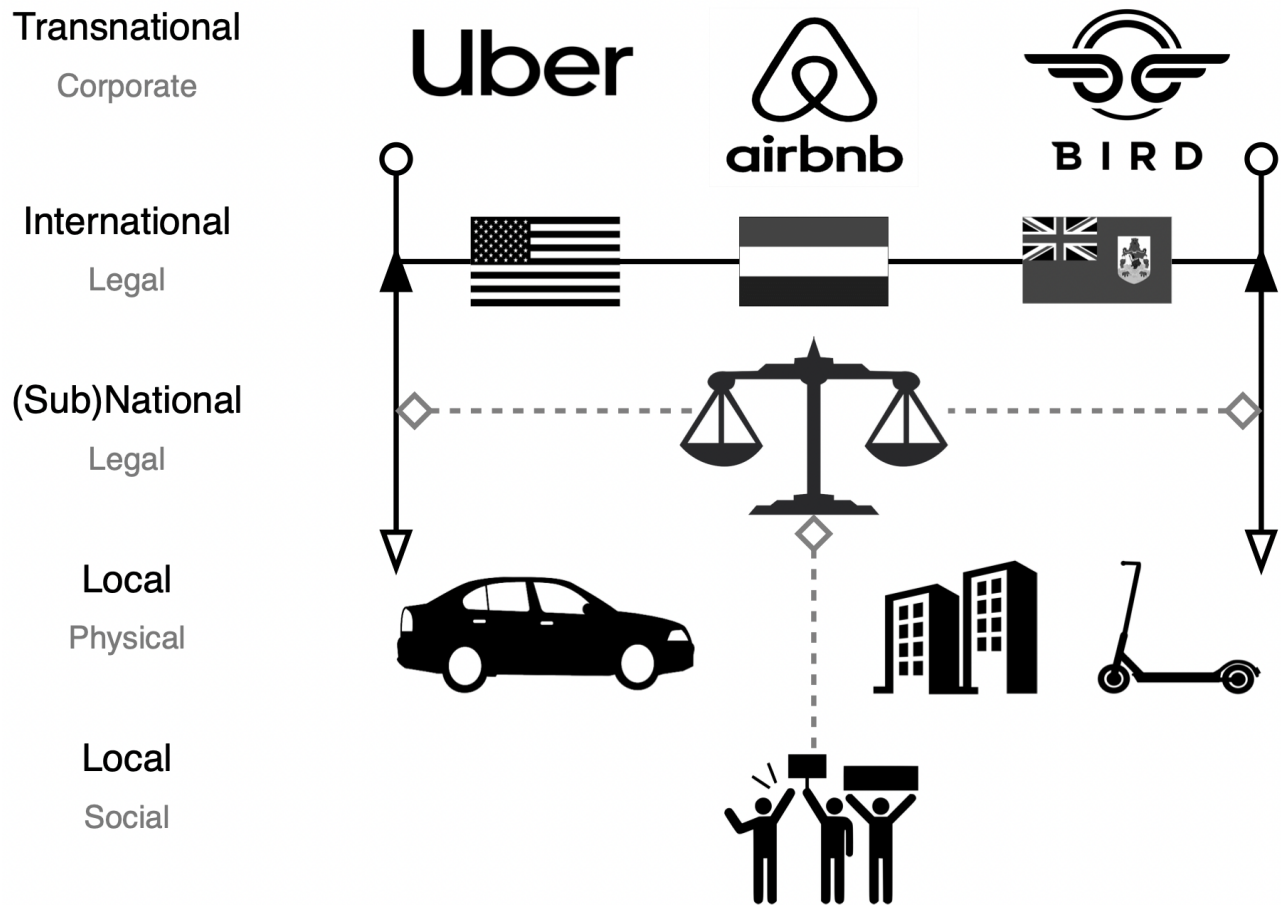 Transnational
Corporate
Uber
airbnb
BIRD
International
Legal
(Sub)National
Legal
Local
Physical
Local
Social